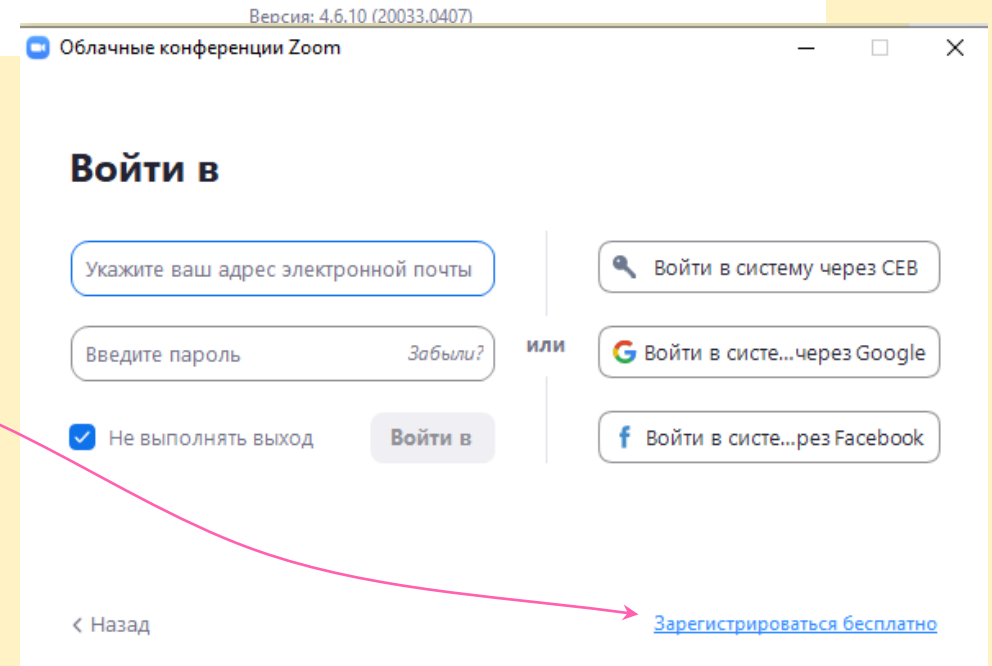 Версия: 4.6.10 (20033.0407)
Облачные конференции Zoom
Войти в
Укажите ваш адрес электронной почты
Введите пароль
Забыли?
Не выполнять выход
Войти в
или
Войти в систему через СЕВ
Войти в систе...через Google
Войти в систе...рез Facebook
< Назад
Зарегистрироваться бесплатно